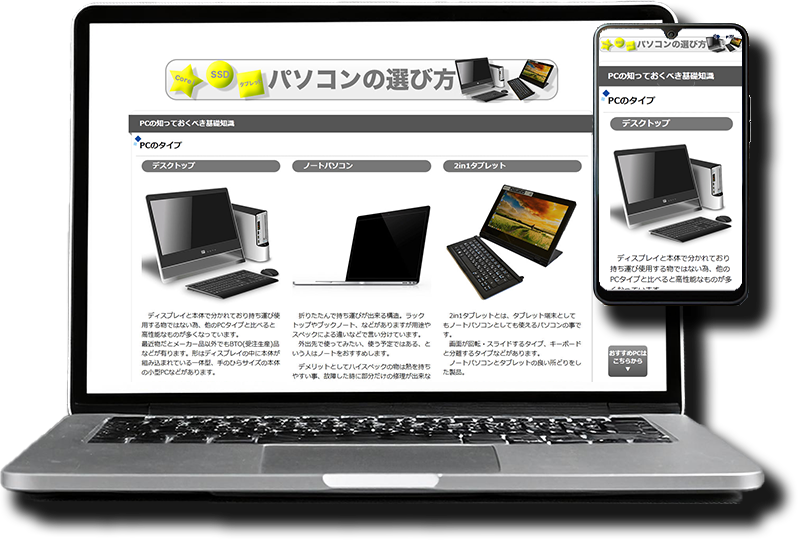 Core
SSD
タブレット
パソコンの選び方
PCの知っておくべき基礎知識
PCのタイプ
デスクトップ
ディスプレイと本体で分かれており持ち運び使
用する物ではない為、他のPCタイプと比べると
高性能なものが多くなっています。
最近物だとメーカー品以外でもBTO(受注生産)品
などが有ります。形はディスプレイの中に本体が
組み込まれている一体型、手のひらサイズの本体
の小型PCなどがあります。
ノートパソコン
折りたたんで持ち運びが出来る構造。ラック
トップやブックノート、などがありますが用途や
スペックによる違いなどで言い分けています。
外出先で使ってみたい、使う予定ではある、と
いう人はノートをおすすめします。
デメリットとしてハイスペックの物は熱を持ち
やすい事、故障した時に部分だけの修理が出来な
2in1タブレット
2in1タブレットとは、タブレット端末として
もノートパソコンとしても使えるパソコンの事で
す。
画面が回転・スライドするタイプ、キーボード
と分離するタイプなどがあります。
ノートパソコンとタブレットの良い所どりをし
た製品。
おすすめPCは
こちらから
▼
パソコンの選び方
PCの知っておくべき基礎知識
PCのタイプ
デスクトップ
ディスプレイと本体で分かれており
持ち運び使用する物ではない為、他の
PCタイプと比べると高性能なものが多
くなっています